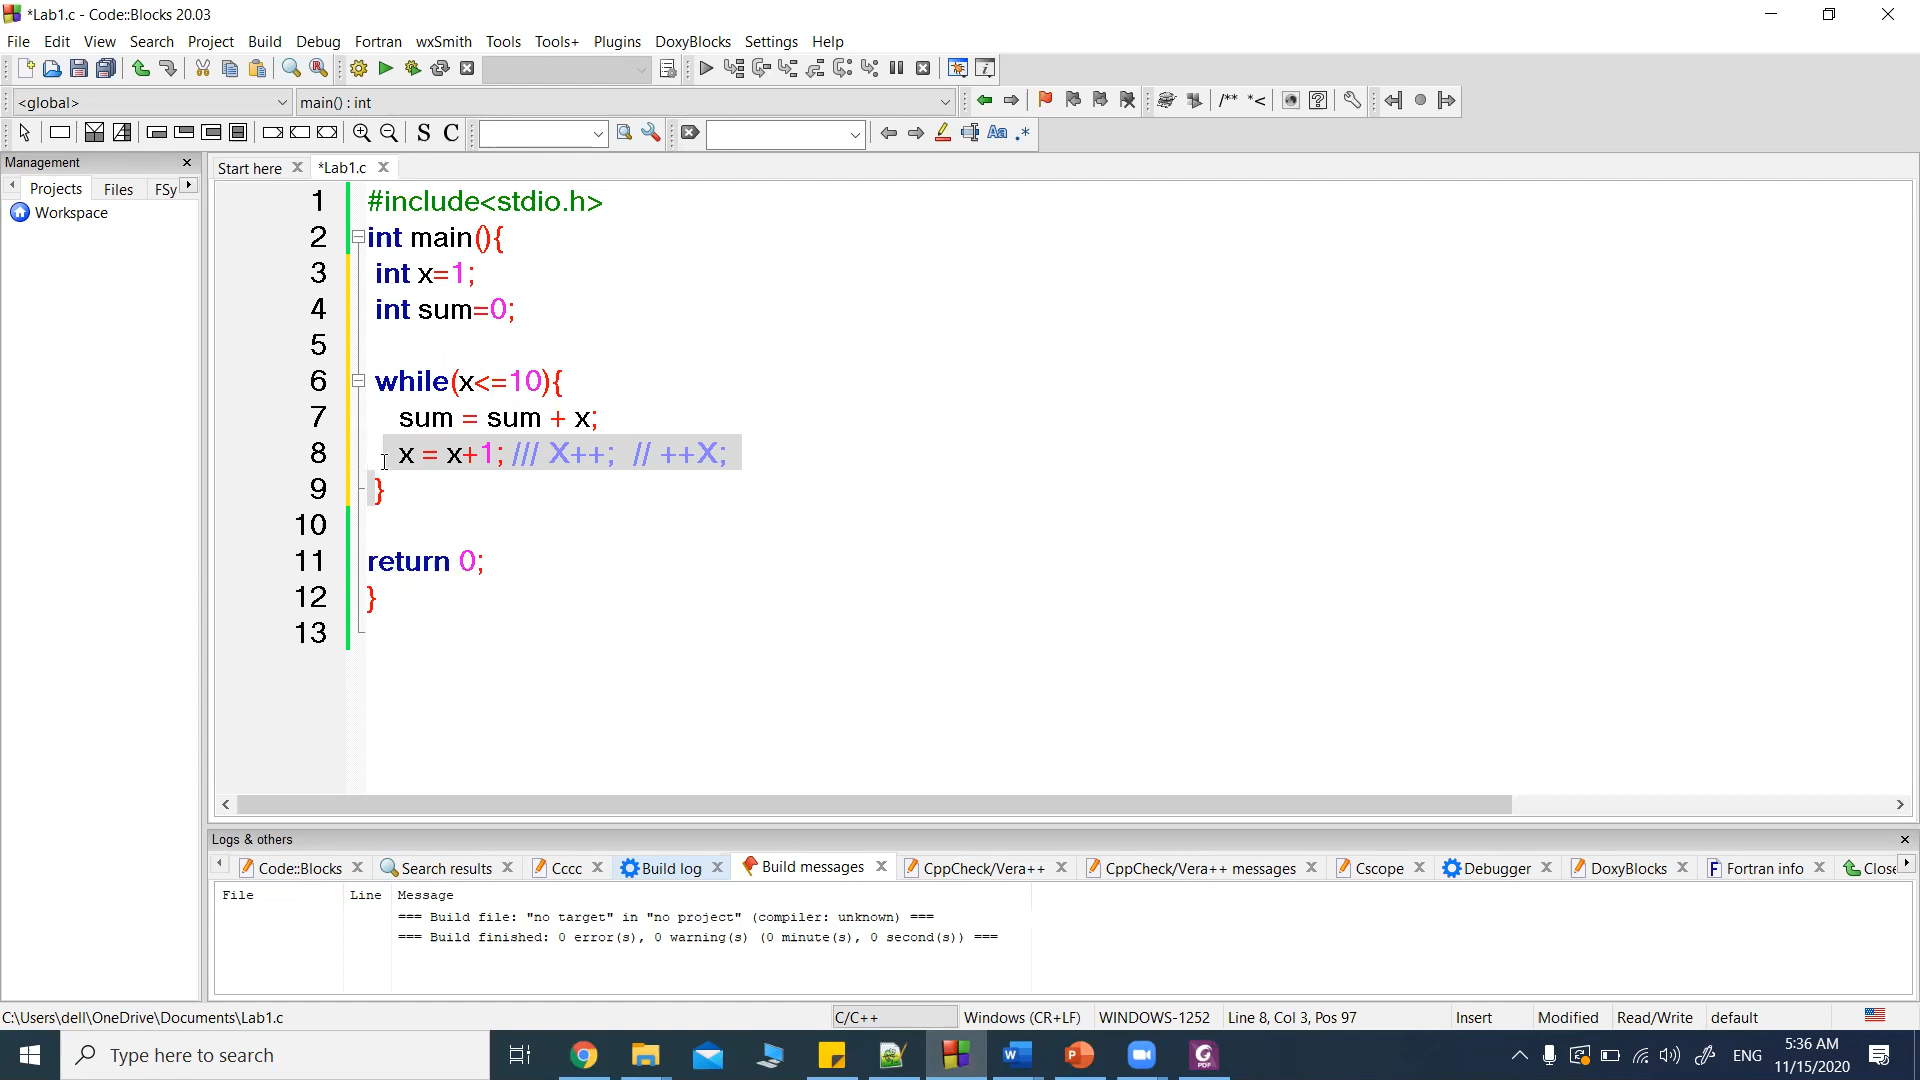 *Lab1.c - Code::Blocks 20.03
File Edit View Search Project Build Debug Fortran wxSmith Tools Tools+ Plugins DoxyBlocks Settings Help
<global> main() : int
/** *<
S C Aa .*
Management
Start here *Lab1.c
Projects Files FSy
Workspace
1 #include<stdio.h>
2 int main(){
3 int x=1;
4 int sum=0;
5
6 while(x<=10){
7 sum = sum + x;
8 x = x+1; /// X++; // ++X;
9 }
10
11 return 0;
12 }
13
Logs & others
Code::Blocks Search results Cccc Build log Build messages CppCheck/Vera++ CppCheck/Vera++ messages Cscope Debugger DoxyBlocks Fortran info Close
File Line Message
=== Build file: "no target" in "no project" (compiler: unknown) ===
=== Build finished: 0 error(s), 0 warning(s) (0 minute(s), 0 second(s)) ===
C:\Users\dell\OneDrive\Documents\Lab1.c C/C++ Windows (CR+LF) WINDOWS-1252 Line 8, Col 3, Pos 97 Insert Modified Read/Write default
Type here to search ENG 5:36 AM
11/15/2020